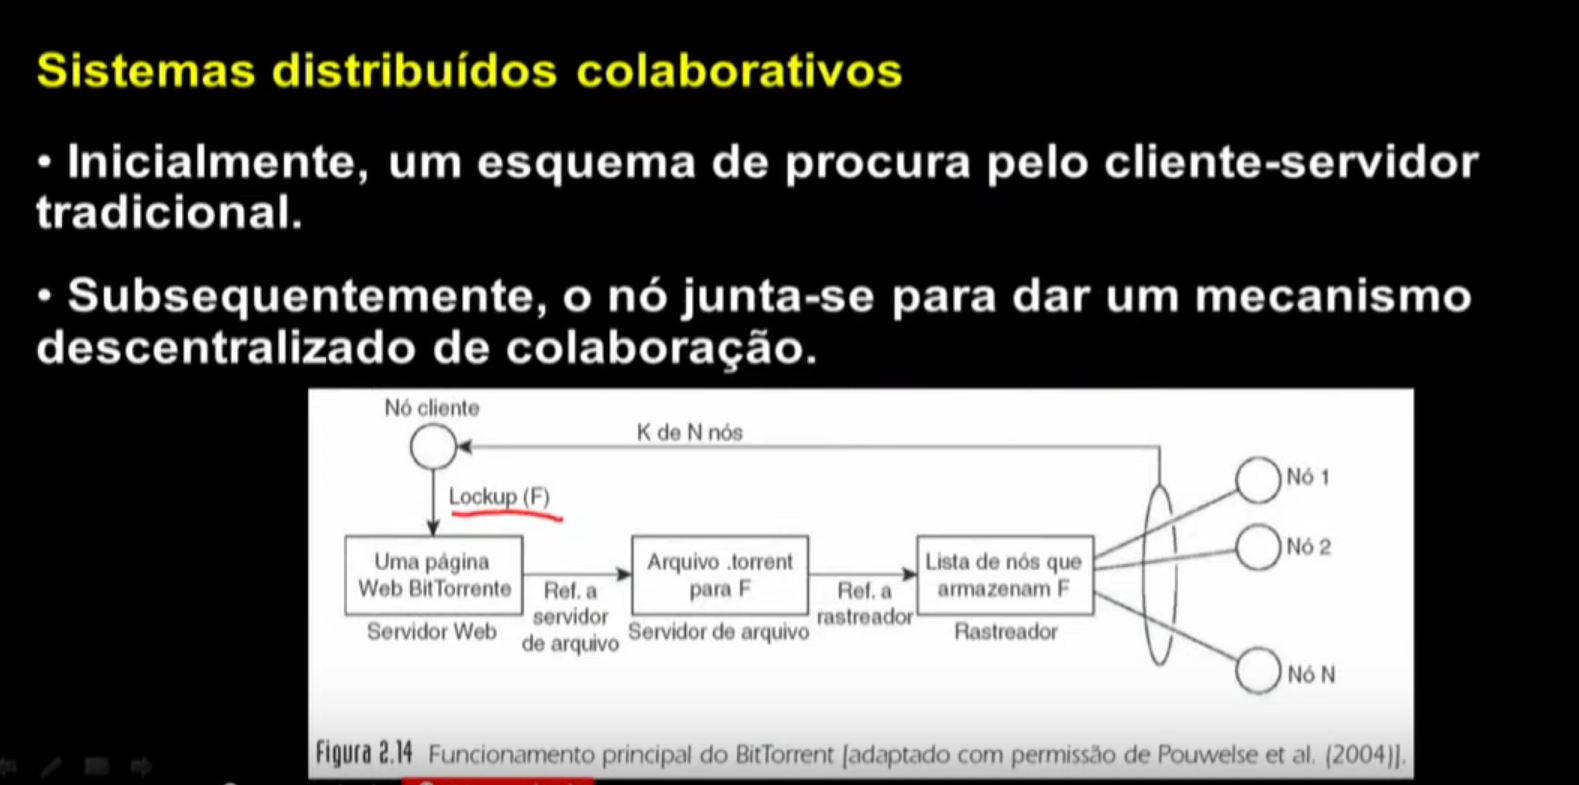 Sistemas distribuídos colaborativos
• Inicialmente, um esquema de procura pelo cliente-servidor
tradicional.
• Subsequentemente, o nó junta-se para dar um mecanismo
descentralizado de colaboração.
Nó cliente
K de N nós
Lockup (F)
Nó 1
Nó 2
Nó N
Uma página
Web BitTorrente
Servidor Web
Ref. a
servidor
de arquivo
Arquivo .torrent
para F
Servidor de arquivo
Ref. a
rastreador
Lista de nós que
armazenam F
Rastreador
Figura 2.14 Funcionamento principal do BitTorrent [adaptado com permissão de Pouwelse et al. (2004)].